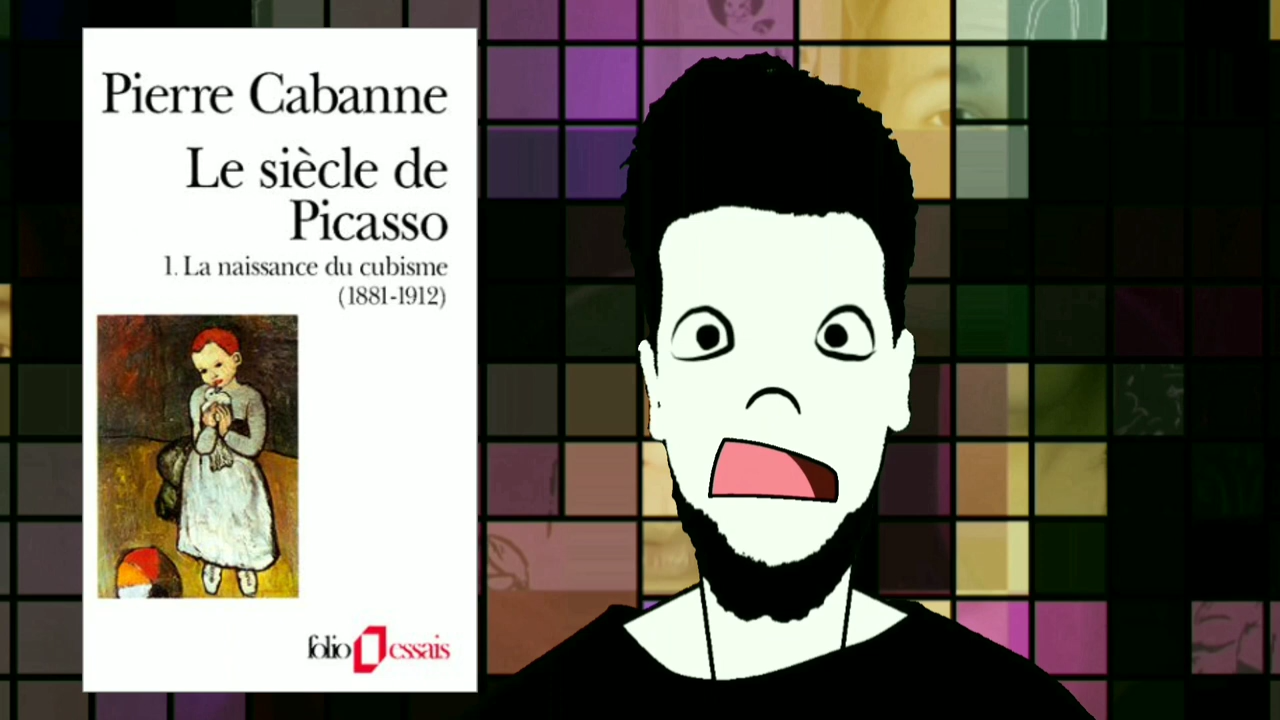 Pierre Cabanne
Le siècle de
Picasso
1. La naissance du cubisme
(1881-1912)
folio essais